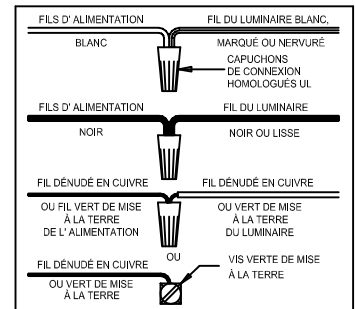 FILS D' ALIMENTATION
FIL DU LUMINAIRE BLANC,
BLANC
MARQUÉ OU NERVURÉ
CAPUCHONS
DE CONNEXION
HOMOLOGUÉS UL
FILS D' ALIMENTATION
FIL DU LUMINAIRE
NOIR
NOIR OU LISSE
FIL DÉNUDÉ EN CUIVRE
FIL DÉNUDÉ EN CUIVRE
OU FIL VERT DE MISE
À LA TERRE
DE L' ALIMENTATION
OU VERT DE MISE
À LA TERRE
DU LUMINAIRE
OU
FIL DÉNUDÉ EN CUIVRE
OU VERT DE MISE
À LA TERRE
VIS VERTE DE MISE
À LA TERRE